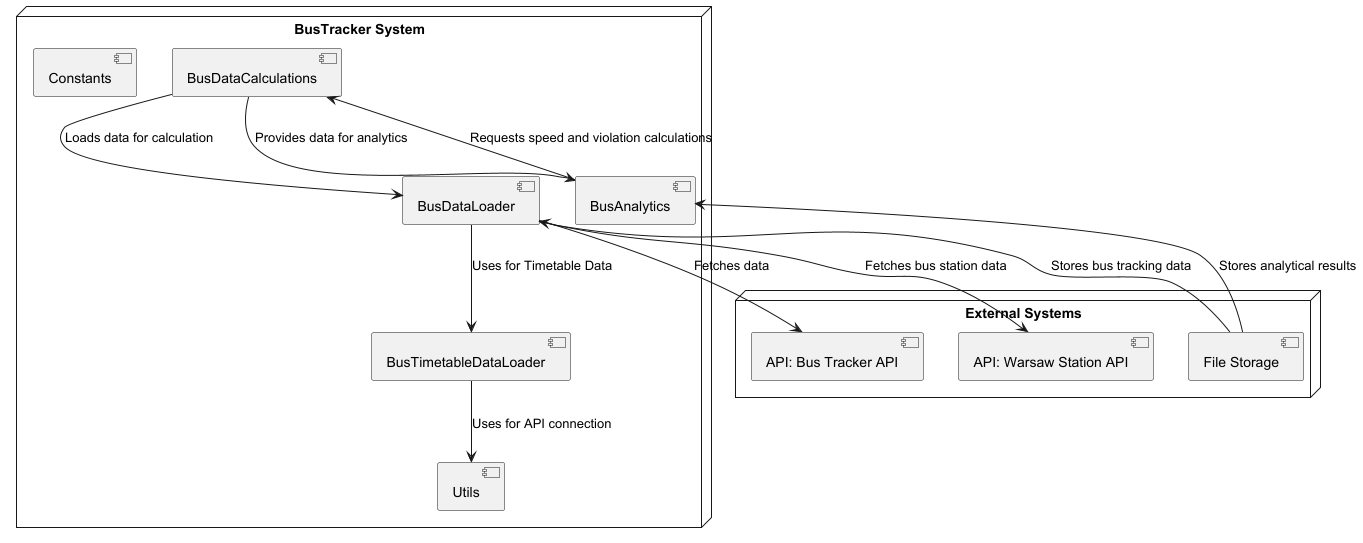 BusTracker System
Constants
BusDataCalculations
Loads data for calculation
Provides data for analytics
Requests speed and violation calculations
BusDataLoader
BusAnalytics
Uses for Timetable Data
Fetches data
Fetches bus station data
Stores bus tracking data
Stores analytical results
External Systems
BusTimetableDataLoader
API: Bus Tracker API
API: Warsaw Station API
File Storage
Uses for API connection
Utils